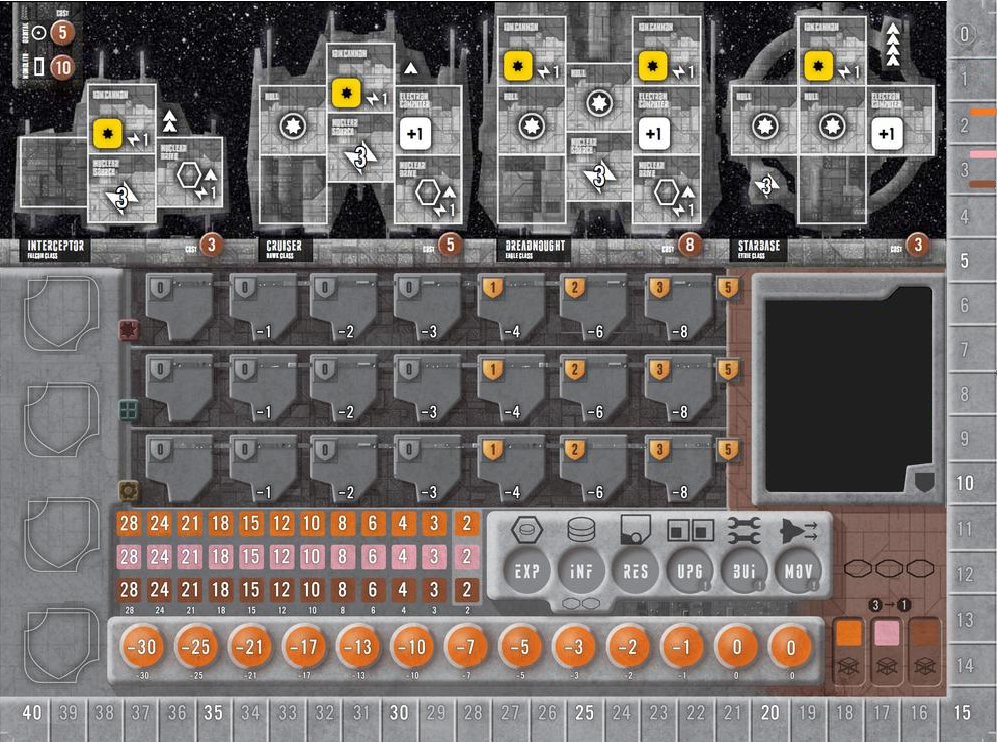 COST
ORBITAL 5
MONOLITH 10
ION CANNON
1
NUCLEAR SOURCE
3
NUCLEAR DRIVE
1
INTERCEPTOR
FALCON CLASS
COST 3
ION CANNON
1
HULL
ELECTRON COMPUTER
+1
NUCLEAR SOURCE
3
NUCLEAR DRIVE
1
CRUISER
HAWK CLASS
COST 5
ION CANNON
1
ION CANNON
1
HULL
HULL
ELECTRON COMPUTER
+1
NUCLEAR SOURCE
3
NUCLEAR DRIVE
1
DREADNOUGHT
EAGLE CLASS
COST 8
ION CANNON
1
HULL
HULL
ELECTRON COMPUTER
+1
3
STARBASE
COST 3
0 0 0 0 1 2 3 5
-1 -2 -3 -4 -6 -8
0 0 0 0 1 2 3 5
-1 -2 -3 -4 -6 -8
0 0 0 0 1 2 3 5
-1 -2 -3 -4 -6 -8
28 24 21 18 15 12 10 8 6 4 3 2
28 24 21 18 15 12 10 8 6 4 3 2
28 24 21 18 15 12 10 8 6 4 3 2
28 24 21 18 15 12 10 8 6 4 3 2
EXP INF RES UPG BUI MOV
3 → 1
-30 -25 -21 -17 -13 -10 -7 -5 -3 -2 -1 0 0
-30 -25 -21 -17 -13 -10 -7 -5 -3 -2 -1 0 0
0
1
2
3
4
5
6
7
8
9
10
11
12
13
14
40 39 38 37 36 35 34 33 32 31 30 29 28 27 26 25 24 23 22 21 20 19 18 17 16 15